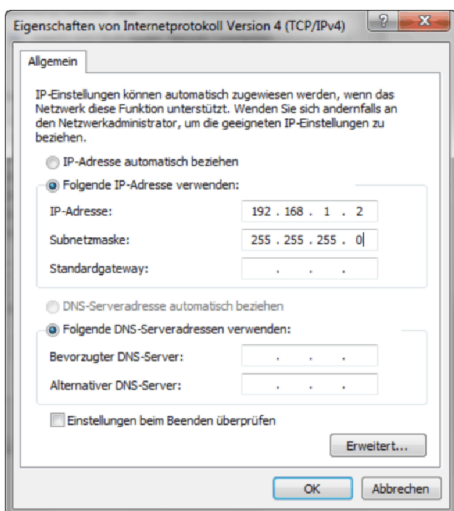 Eigenschaften von Internetprotokoll Version 4 (TCP/IPv4)
Allgemein
IP-Einstellungen können automatisch zugewiesen werden, wenn das
Netzwerk diese Funktion unterstützt. Wenden Sie sich andernfalls an
den Netzwerkadministrator, um die geeigneten IP-Einstellungen zu
beziehen.
IP-Adresse automatisch beziehen
Folgende IP-Adresse verwenden:
IP-Adresse: 192 . 168 . 1 . 2
Subnetzmaske: 255 . 255 . 255 . 0
Standardgateway: . . .
DNS-Serveradresse automatisch beziehen
Folgende DNS-Serveradressen verwenden:
Bevorzugter DNS-Server: . . .
Alternativer DNS-Server: . . .
Einstellungen beim Beenden überprüfen
Erweitert...
OK Abbrechen